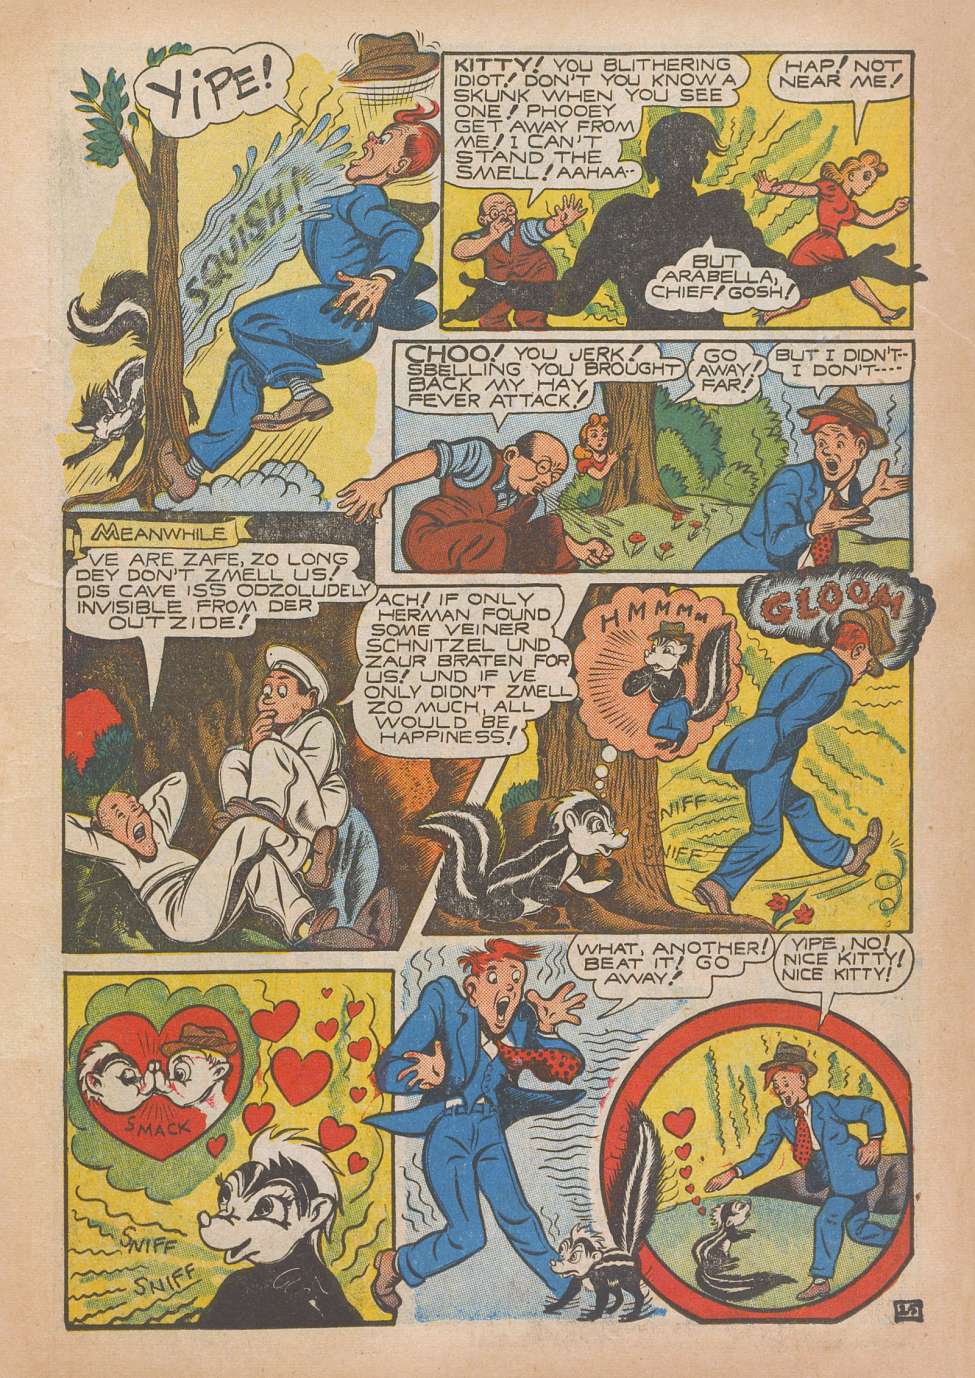 YIPE!
SQUISH!
KITTY! YOU BLITHERING
IDIOT! DON'T YOU KNOW A
SKUNK WHEN YOU SEE
ONE! PHOOEY
GET AWAY FROM
ME! I CAN'T
STAND THE
SMELL! AAHAA--
HAP! NOT
NEAR ME!
BUT
ARABELLA,
CHIEF! GOSH!
CHOO! YOU JERK!
SBELLING YOU BROUGHT
BACK MY HAY
FEVER ATTACK!
GO
AWAY!
FAR!
BUT I DIDN'T--
I DON'T----
MEANWHILE
VE ARE ZAFE, ZO LONG
DEY DON'T ZMELL US!
DIS CAVE ISS ODZOLUDELY
INVISIBLE FROM DER
OUTZIDE!
ACH! IF ONLY
HERMAN FOUND
SOME VEINER
SCHNITZEL UND
ZAUR BRATEN FOR
US! UND IF VE
ONLY DIDN'T ZMELL
ZO MUCH, ALL
WOULD BE
HAPPINESS!
HMMMM
GLOOM
SNIFF
SNIFF
SMACK
SNIFF
SNIFF
WHAT, ANOTHER!
BEAT IT! GO
AWAY!
YIPE, NO!
NICE KITTY!
NICE KITTY!